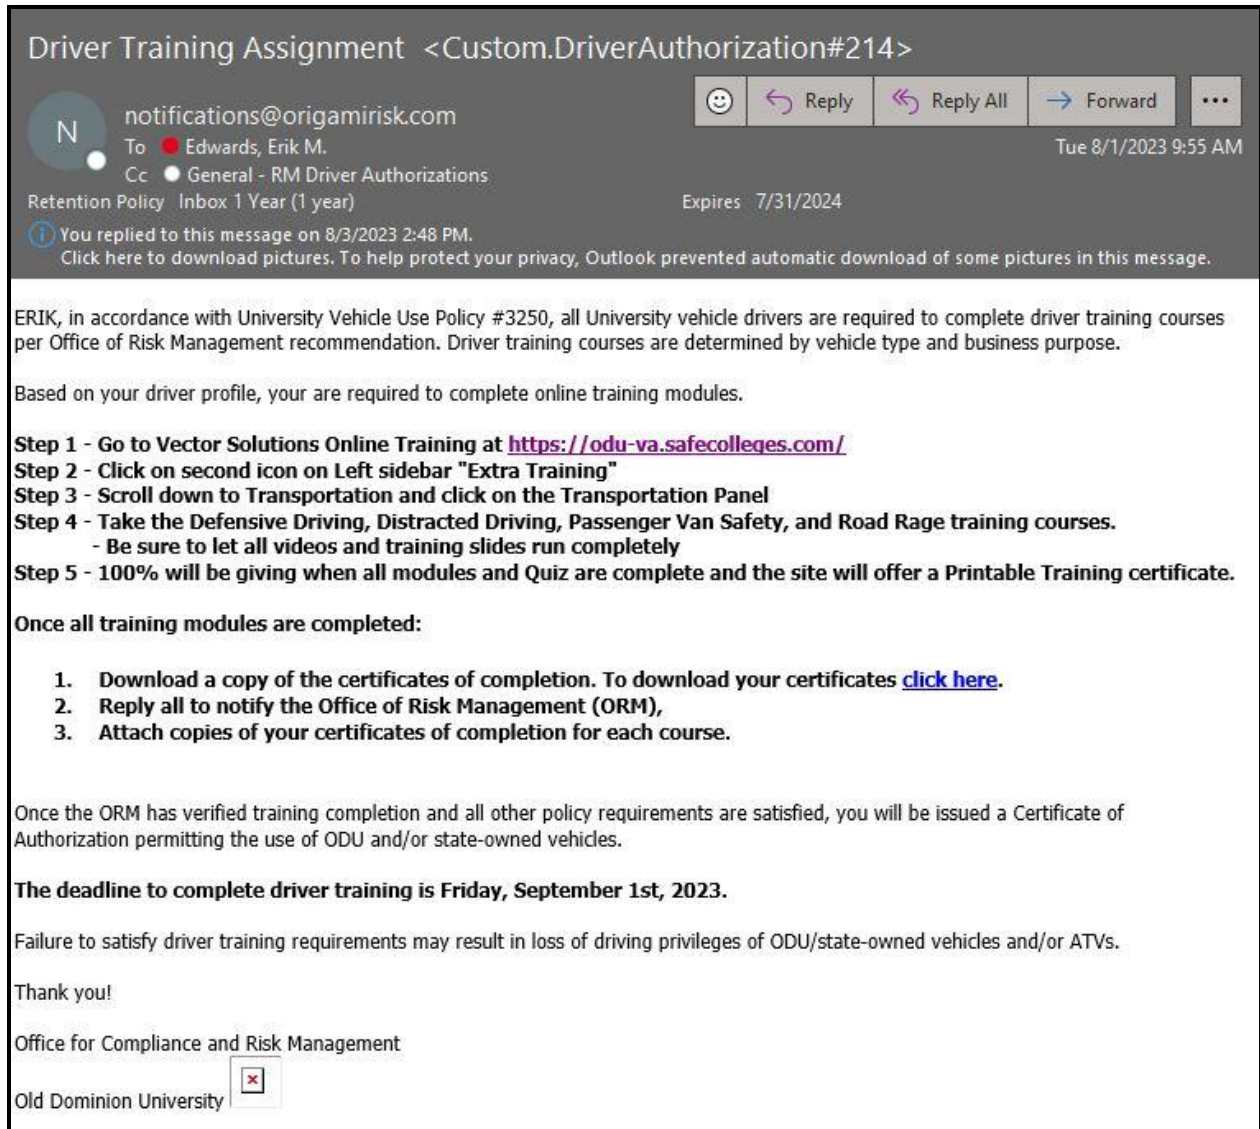 Driver Training Assignment <Custom.DriverAuthorization#214>
N
notifications@origamirisk.com
Reply
Reply All
Forward
To Edwards, Erik M.
Tue 8/1/2023 9:55 AM
Cc General - RM Driver Authorizations
Retention Policy Inbox 1 Year (1 year)
Expires 7/31/2024
You replied to this message on 8/3/2023 2:48 PM.
Click here to download pictures. To help protect your privacy, Outlook prevented automatic download of some pictures in this message.
ERIK, in accordance with University Vehicle Use Policy #3250, all University vehicle drivers are required to complete driver training courses
per Office of Risk Management recommendation. Driver training courses are determined by vehicle type and business purpose.
Based on your driver profile, your are required to complete online training modules.
Step 1 - Go to Vector Solutions Online Training at https://odu-va.safecolleges.com/
Step 2 - Click on second icon on Left sidebar "Extra Training"
Step 3 - Scroll down to Transportation and click on the Transportation Panel
Step 4 - Take the Defensive Driving, Distracted Driving, Passenger Van Safety, and Road Rage training courses.
- Be sure to let all videos and training slides run completely
Step 5 - 100% will be giving when all modules and Quiz are complete and the site will offer a Printable Training certificate.
Once all training modules are completed:
1. Download a copy of the certificates of completion. To download your certificates click here.
2. Reply all to notify the Office of Risk Management (ORM),
3. Attach copies of your certificates of completion for each course.
Once the ORM has verified training completion and all other policy requirements are satisfied, you will be issued a Certificate of
Authorization permitting the use of ODU and/or state-owned vehicles.
The deadline to complete driver training is Friday, September 1st, 2023.
Failure to satisfy driver training requirements may result in loss of driving privileges of ODU/state-owned vehicles and/or ATVs.
Thank you!
Office for Compliance and Risk Management
Old Dominion University